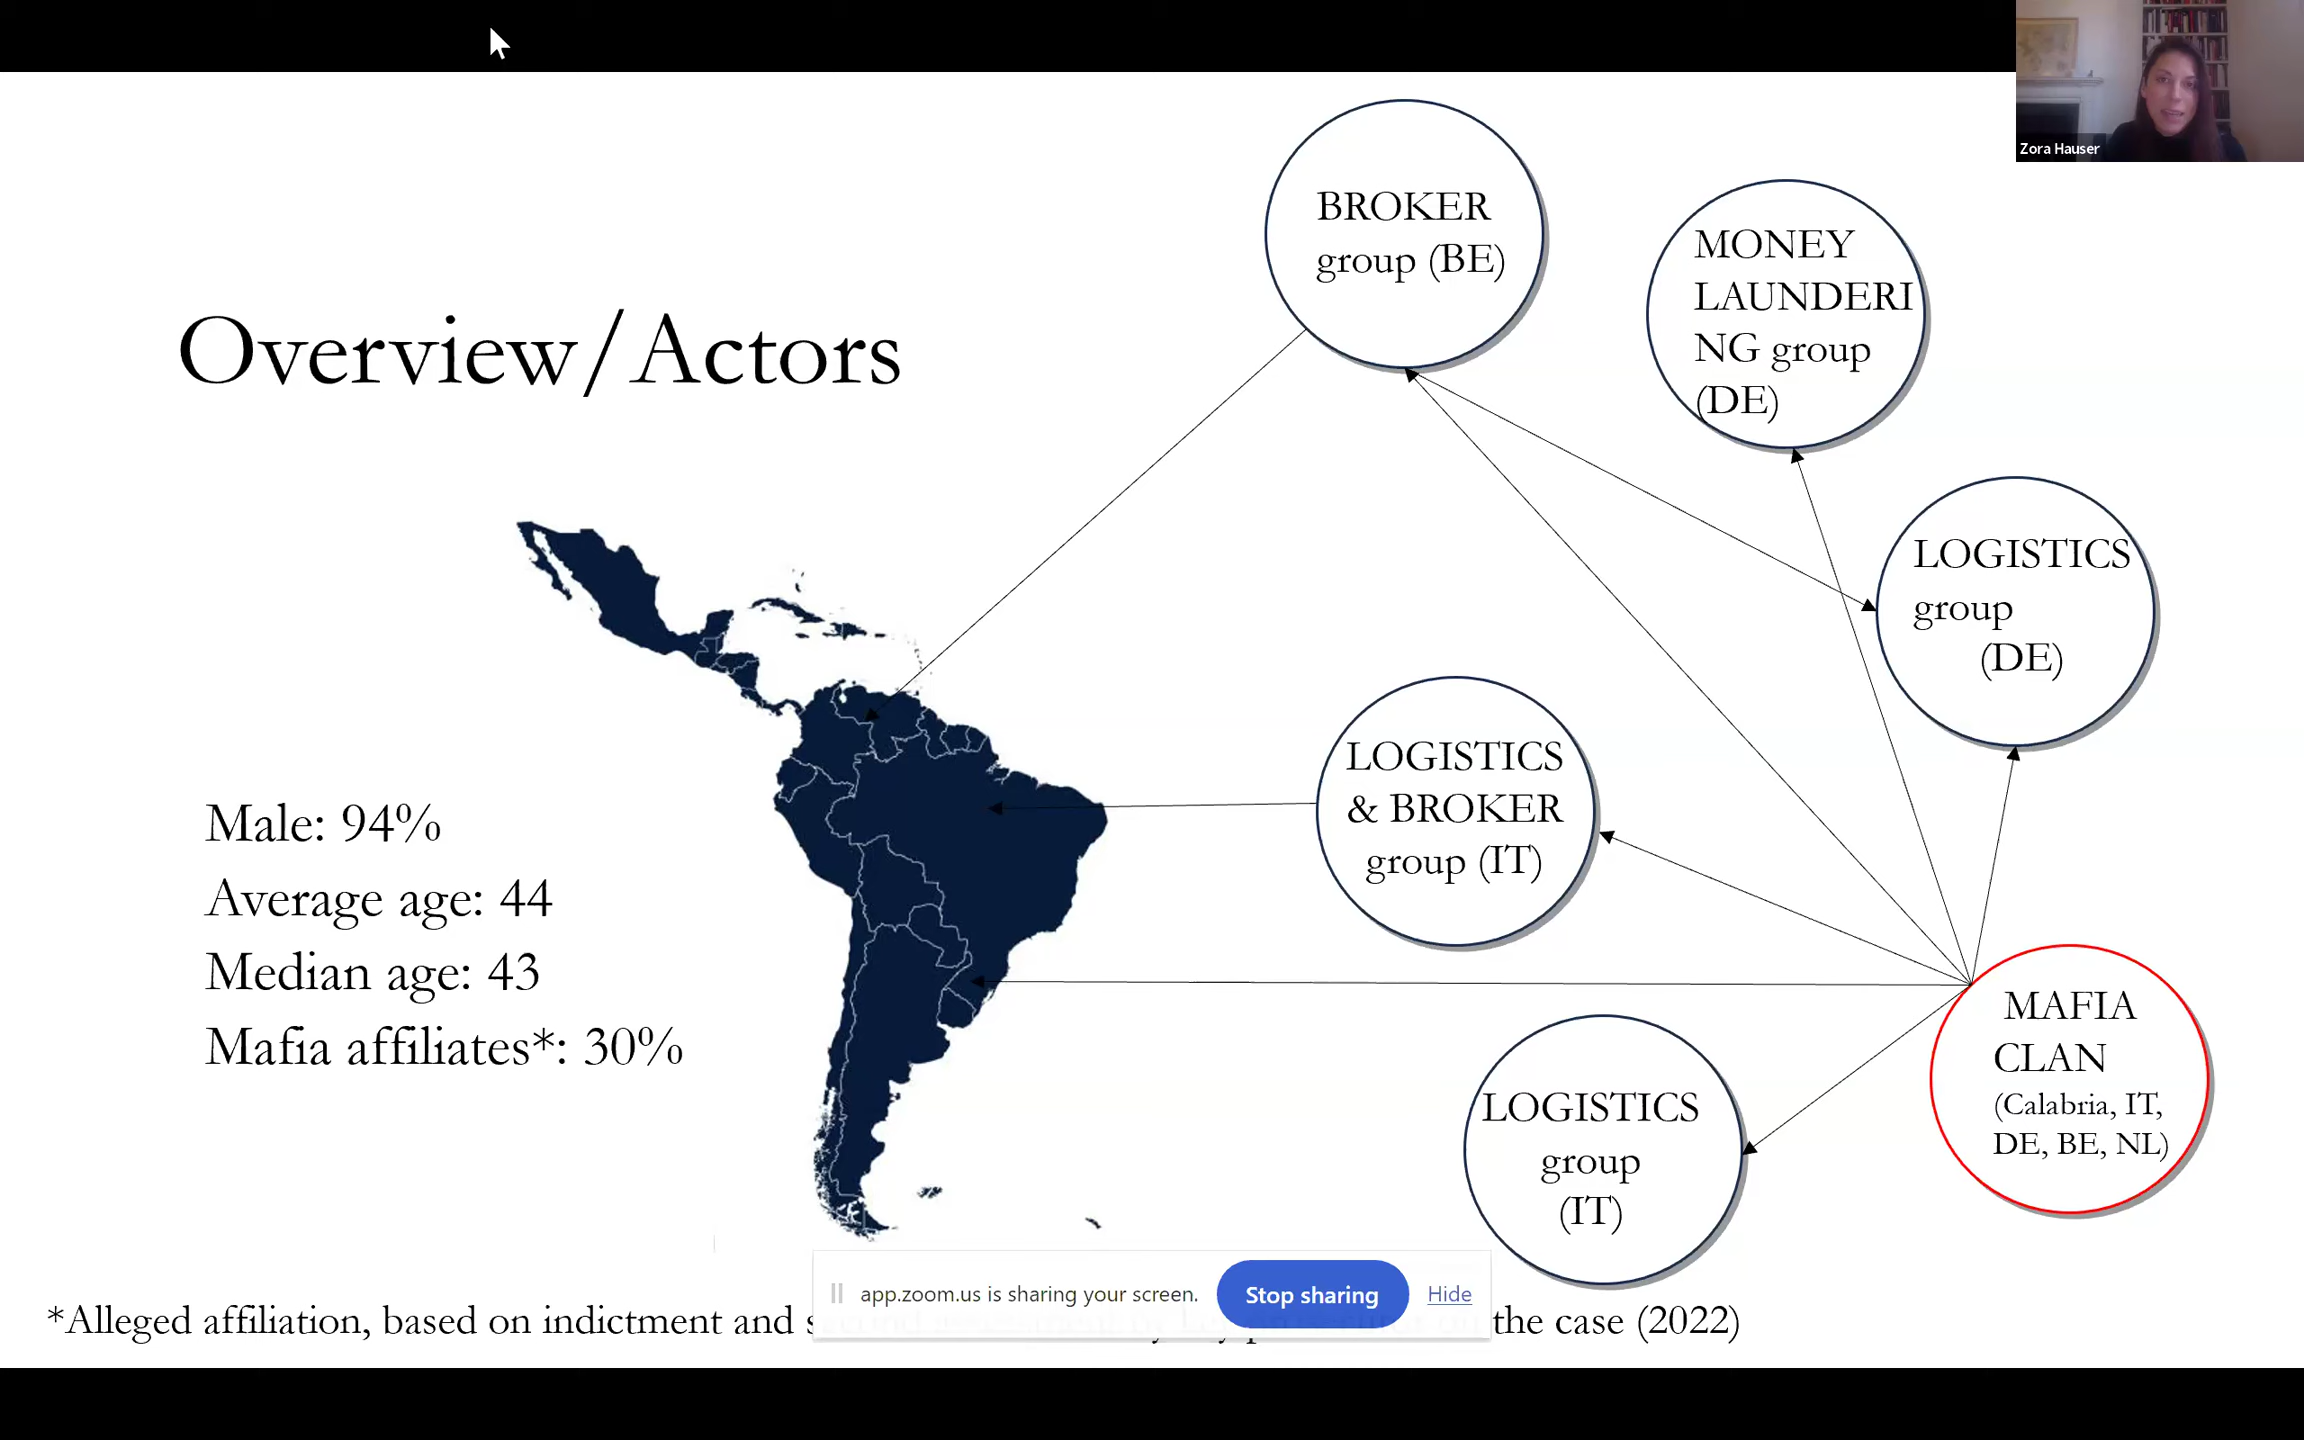 Zora Hauser
BROKER
group (BE)
MONEY
LAUNDERI
NG group
(DE)
Overview/Actors
LOGISTICS
group
(DE)
LOGISTICS
& BROKER
group (IT)
Male: 94%
Average age: 44
Median age: 43
Mafia affiliates*: 30%
MAFIA
CLAN
(Calabria, IT,
DE, BE, NL)
LOGISTICS
group
(IT)
app.zoom.us is sharing your screen.
Stop sharing
Hide
*Alleged affiliation, based on indictment and the case (2022)